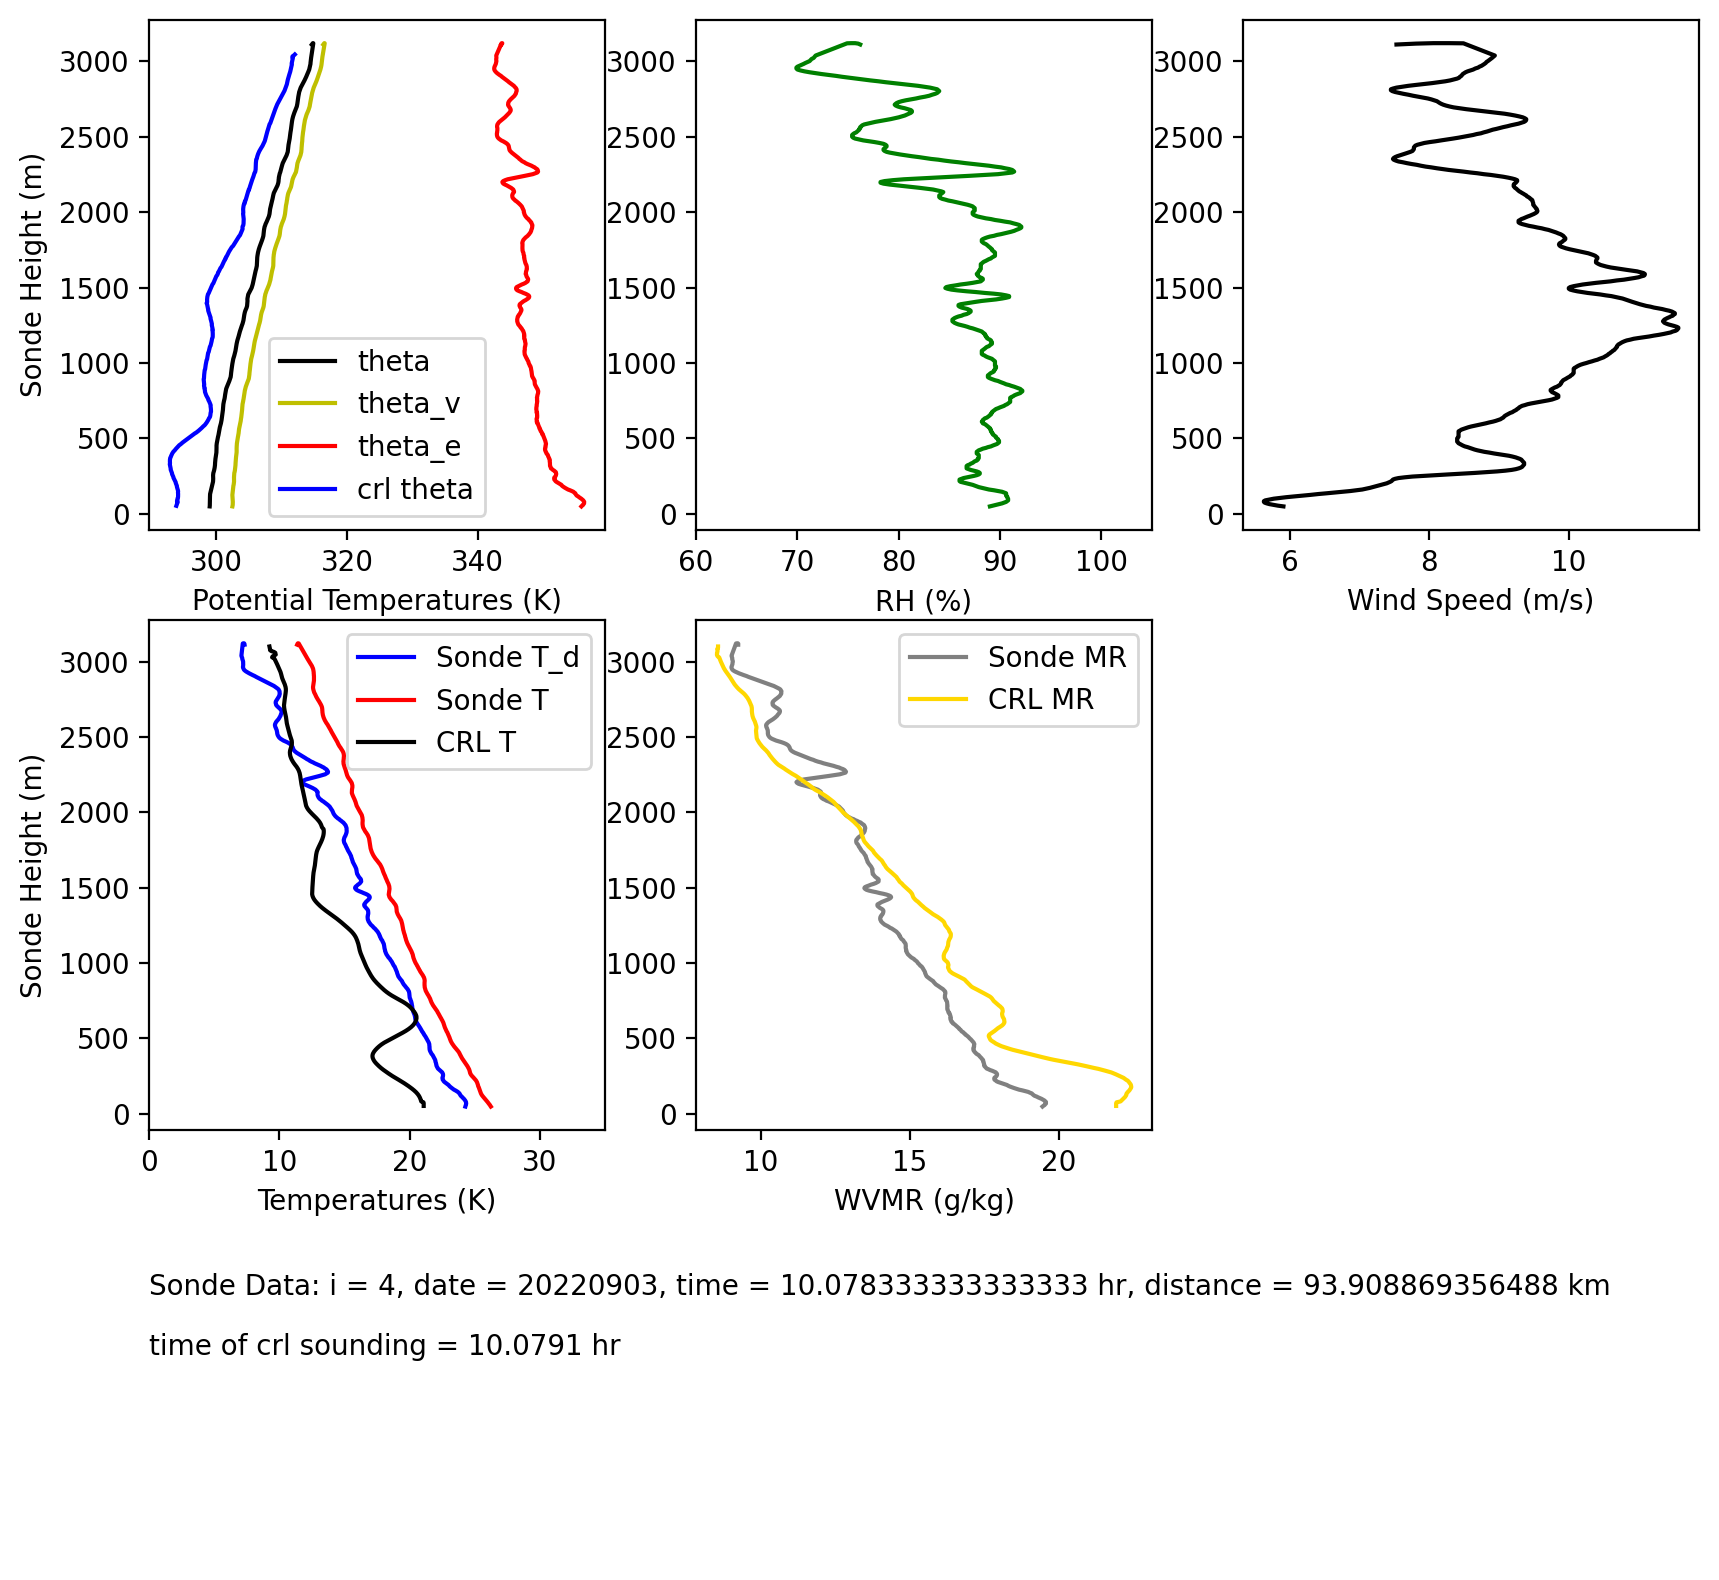 3000
2500
2000
1500
1000
500
0
Sonde Height (m)
theta
theta_v
theta_e
crl theta
300 320 340
Potential Temperatures (K)
3000
2500
2000
1500
1000
500
0
60 70 80 90 100
RH (%)
3000
2500
2000
1500
1000
500
0
6 8 10
Wind Speed (m/s)
3000
2500
2000
1500
1000
500
0
Sonde Height (m)
Sonde T_d
Sonde T
CRL T
0 10 20 30
Temperatures (K)
3000
2500
2000
1500
1000
500
0
Sonde MR
CRL MR
10 15 20
WVMR (g/kg)
Sonde Data: i = 4, date = 20220903, time = 10.078333333333333 hr, distance = 93.908869356488 km
time of crl sounding = 10.0791 hr